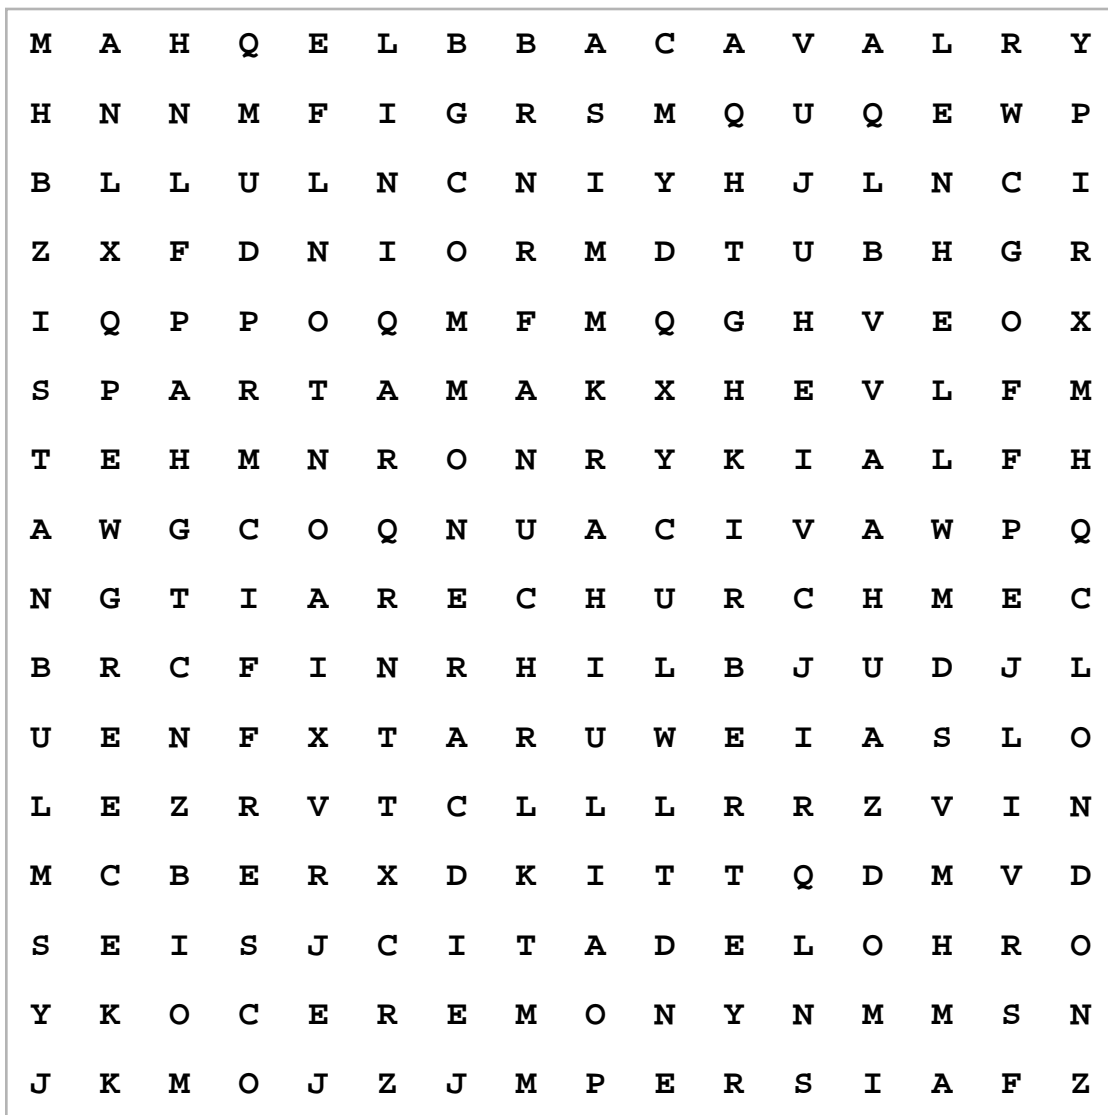 M A H Q E L B B A C A V A L R Y
H N N M F I G R S M Q U Q E W P
B L L U L N C N I Y H J L N C I
Z X F D N I O R M D T U B H G R
I Q P P O Q M F M Q G H V E O X
S P A R T A M A K X H E V L F M
T E H M N R O N R Y K I A L F H
A W G C O Q N U A C I V A W P Q
N G T I A R E C H U R C H M E C
B R C F I N R H I L B J U D J L
U E N F X T A R U W E I A S L O
L E Z R V T C L L L R R Z V I N
M C B E R X D K I T T Q D M V D
S E I S J C I T A D E L O H R O
Y K O C E R E M O N Y N M M S N
J K M O J Z J M P E R S I A F Z